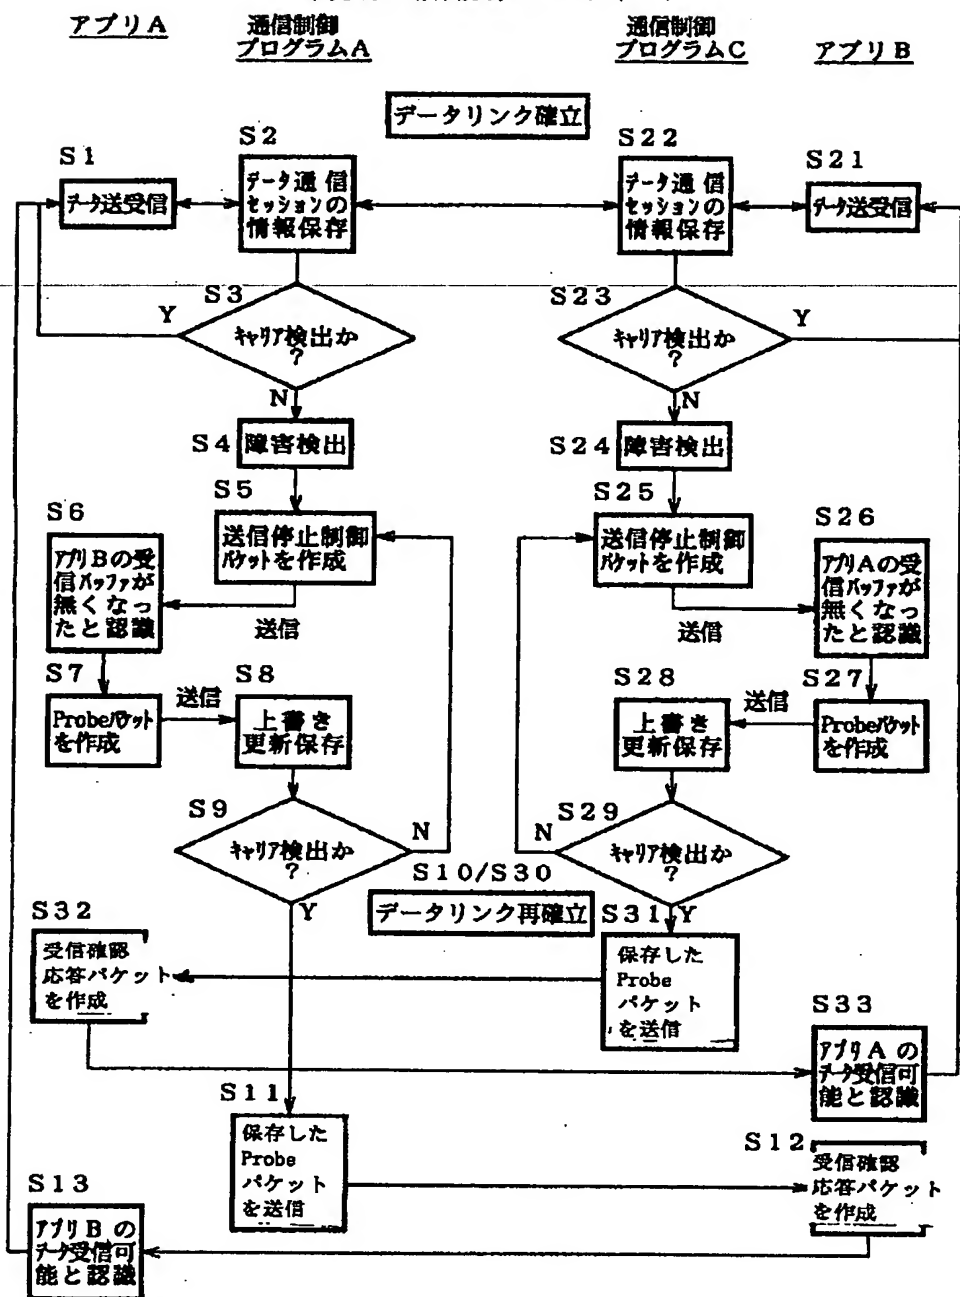 アプリA
通信制御
プログラムA
通信制御
プログラムC
アプリB
データリンク確立
S1
データ送受信
S2
データ通信
セッションの
情報保存
S22
データ通信
セッションの
情報保存
S21
データ送受信
S3
Y
キャリア検出か
?
N
S23
Y
キャリア検出か
?
N
S4
障害検出
S24
障害検出
S5
送信停止制御
パケットを作成
送信
S25
送信停止制御
パケットを作成
送信
S6
アプリBの受
信バッファが
無くなっ
たと認識
S26
アプリAの受
信バッファが
無くなっ
たと認識
S7
Probeパケット
を作成
送信
S8
上書き
更新保存
S28
上書き
更新保存
送信
S27
Probeパケット
を作成
S9
キャリア検出か
?
N
Y
S29
N
キャリア検出か
?
Y
S10/S30
データリンク再確立
S31
保存した
Probe
パケット
を送信
S32
受信確認
応答パケット
を作成
S33
アプリAの
データ受信可
能と認識
S11
保存した
Probe
パケット
を送信
S12
受信確認
応答パケット
を作成
S13
アプリBの
データ受信可
能と認識